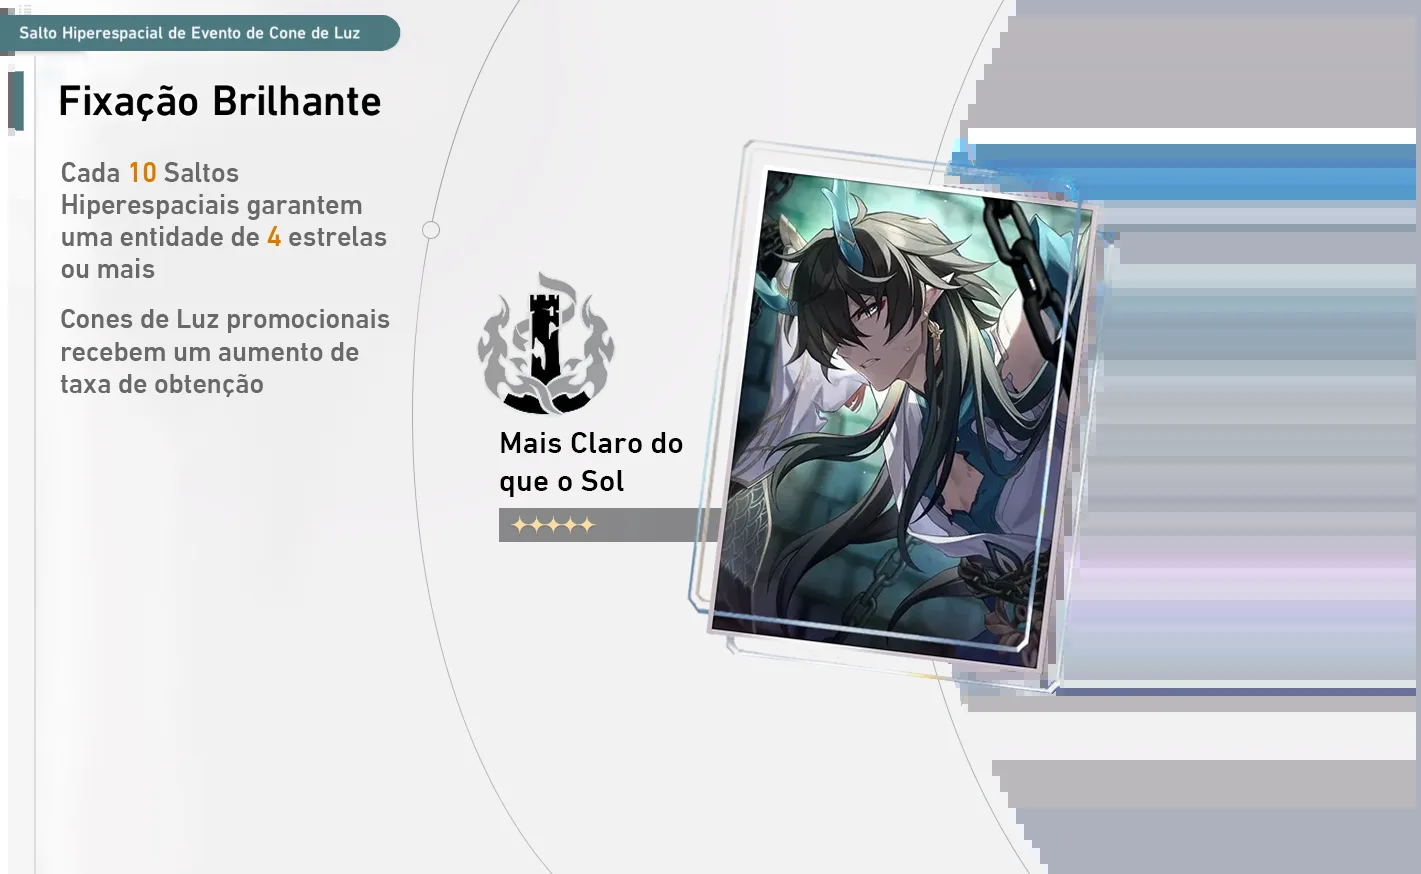 Salto Hiperespacial de Evento de Cone de Luz
Fixação Brilhante
Cada 10 Saltos
Hiperespaciais garantem
uma entidade de 4 estrelas
ou mais
Cones de Luz promocionais
recebem um aumento de
taxa de obtenção
Mais Claro do
que o Sol